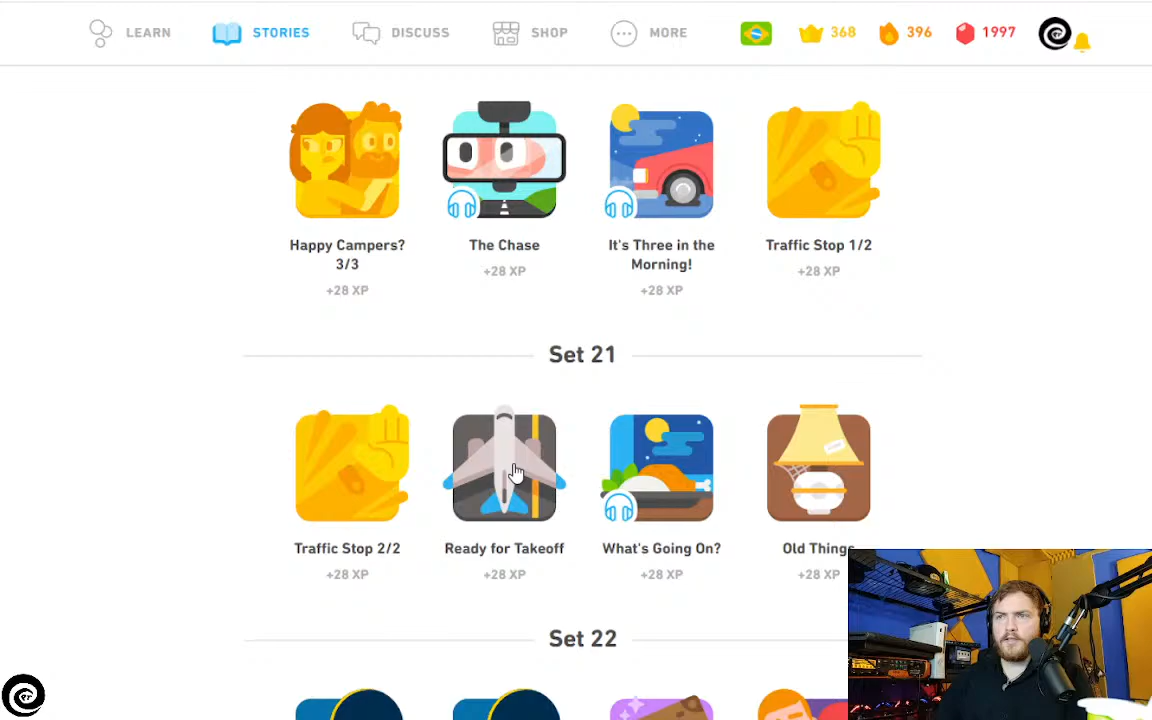 LEARN STORIES DISCUSS SHOP MORE 368 396 1997
Happy Campers? 3/3
+28 XP
The Chase
+28 XP
It's Three in the Morning!
+28 XP
Traffic Stop 1/2
+28 XP
Set 21
Traffic Stop 2/2
+28 XP
Ready for Takeoff
+28 XP
What's Going On?
+28 XP
Old Things
+28 XP
Set 22